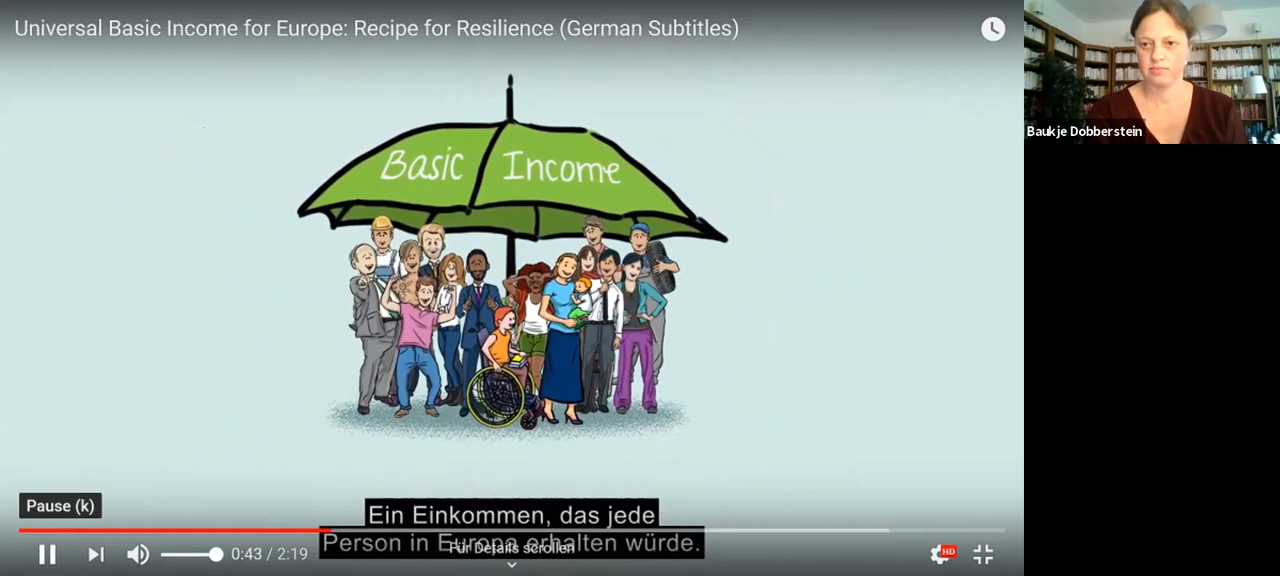 Universal Basic Income for Europe: Recipe for Resilience (German Subtitles)
Baukje Dobberstein
Basic Income
Pause (k)
Ein Einkommen, das jede
Person in Europa erhalten würde.
Für Details scrollen
0:43 / 2:19
HD